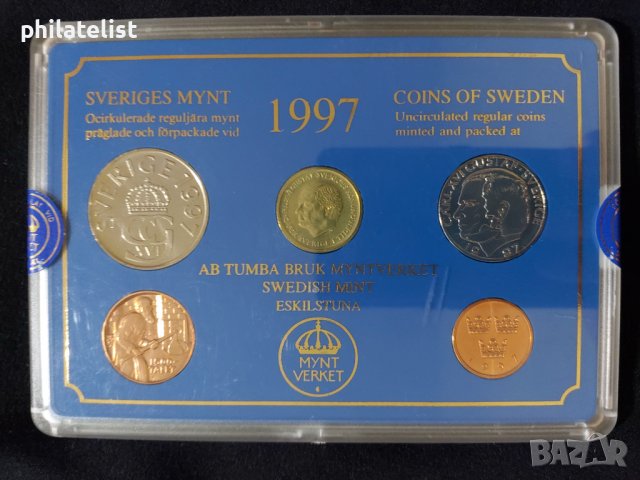 philatelist
SVERIGES MYNT
Ocirkulerade reguljära mynt
präglade och förpackade vid
1997
COINS OF SWEDEN
Uncirculated regular coins
minted and packed at
SVERIGE 1997
XVI
AB TUMBA BRUK MYNTVERKET
SWEDISH MINT
ESKILSTUNA
MYNT
VERKET
BAZAR